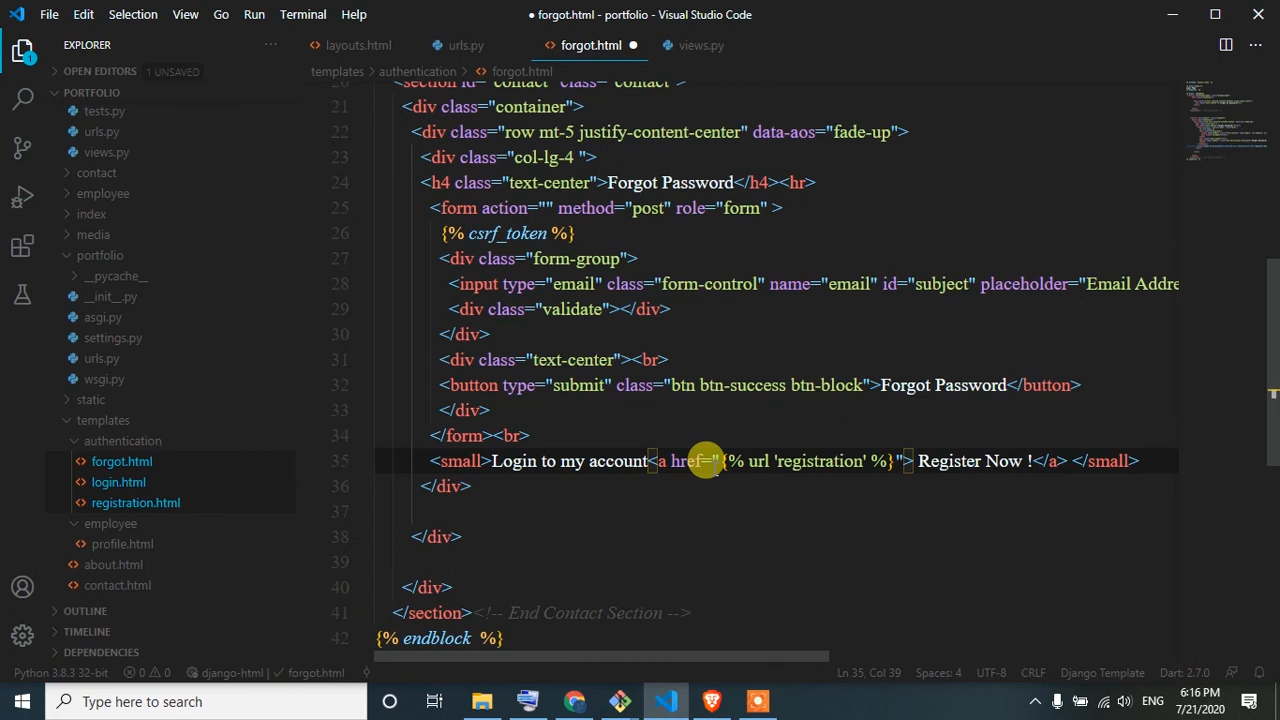 File Edit Selection View Go Run Terminal Help
● forgot.html - portfolio - Visual Studio Code
EXPLORER
OPEN EDITORS 1 UNSAVED
PORTFOLIO
tests.py
urls.py
views.py
contact
employee
index
media
portfolio
__pycache__
__init__.py
asgi.py
settings.py
urls.py
wsgi.py
static
templates
authentication
forgot.html
login.html
registration.html
employee
profile.html
about.html
contact.html
OUTLINE
TIMELINE
DEPENDENCIES
layouts.html urls.py forgot.html ● views.py
templates > authentication > forgot.html
20 <section id="contact" class="contact">
21 <div class="container">
22 <div class="row mt-5 justify-content-center" data-aos="fade-up">
23 <div class="col-lg-4 ">
24 <h4 class="text-center">Forgot Password</h4><hr>
25 <form action="" method="post" role="form" >
26 {% csrf_token %}
27 <div class="form-group">
28 <input type="email" class="form-control" name="email" id="subject" placeholder="Email Addre
29 <div class="validate"></div>
30 </div>
31 <div class="text-center"><br>
32 <button type="submit" class="btn btn-success btn-block">Forgot Password</button>
33 </div>
34 </form><br>
35 <small>Login to my account<a href="{% url 'registration' %}"> Register Now !</a> </small>
36 </div>
37
38 </div>
39
40 </div>
41 </section><!-- End Contact Section -->
42 {% endblock %}
Python 3.8.3 32-bit 0 0 django-html | ✓ forgot.html Ln 35, Col 39 Spaces: 4 UTF-8 CRLF Django Template Dart: 2.7.0
Type here to search
ENG
6:16 PM
7/21/2020
1